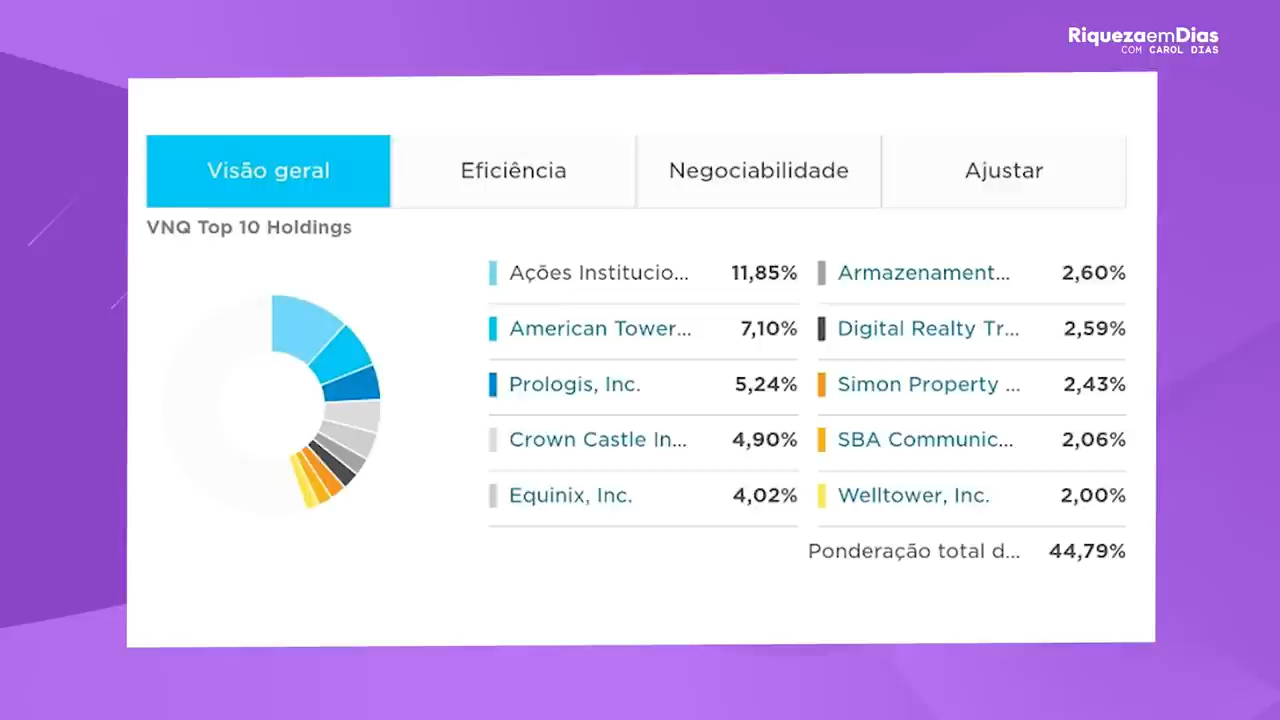 RiquezaemDias
COM CAROL DIAS
Visão geral
Eficiência
Negociabilidade
Ajustar
VNQ Top 10 Holdings
Ações Institucio... 11,85%
American Tower... 7,10%
Prologis, Inc. 5,24%
Crown Castle In... 4,90%
Equinix, Inc. 4,02%
Armazenament... 2,60%
Digital Realty Tr... 2,59%
Simon Property ... 2,43%
SBA Communic... 2,06%
Welltower, Inc. 2,00%
Ponderação total d... 44,79%